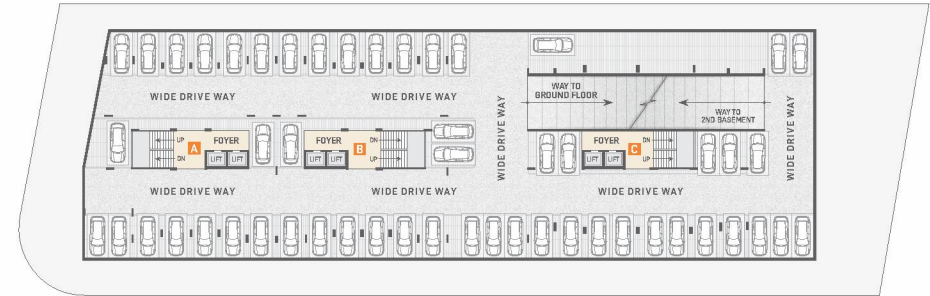 WIDE DRIVE WAY
WIDE DRIVE WAY
WIDE DRIVE WAY
WAY TO
GROUND FLOOR
WAY TO
2ND BASEMENT
WIDE DRIVE WAY
UP
A
FOYER
DN
LIFT
LIFT
FOYER
DN
B
LIFT
LIFT
UP
FOYER
DN
C
LIFT
LIFT
UP
WIDE DRIVE WAY
WIDE DRIVE WAY
WIDE DRIVE WAY